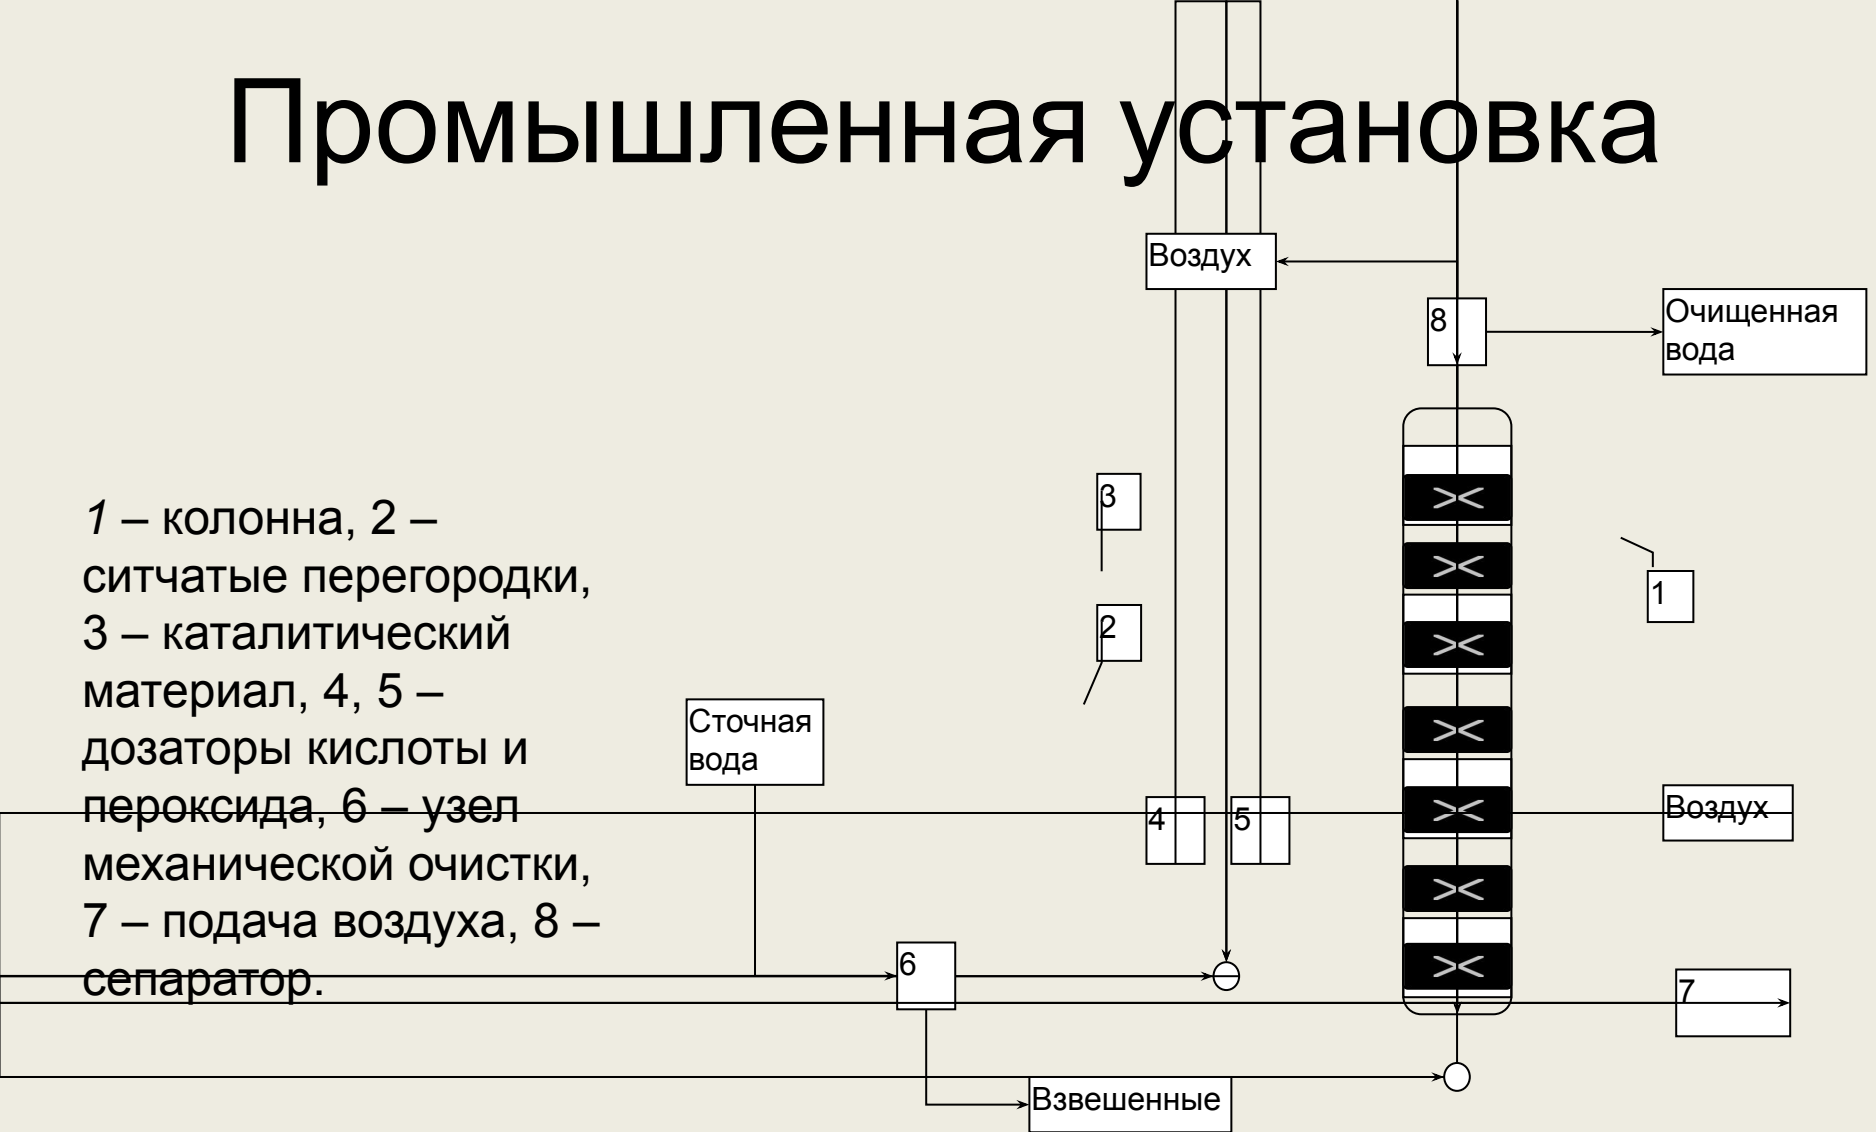 Промышленная установка
Воздух
8
Очищенная
вода
3
1 – колонна, 2 –
ситчатые перегородки,
3 – каталитический
материал, 4, 5 –
дозаторы кислоты и
пероксида, 6 – узел
механической очистки,
7 – подача воздуха, 8 –
сепаратор.
1
2
Сточная
вода
4
5
Воздух
6
7
Взвешенные